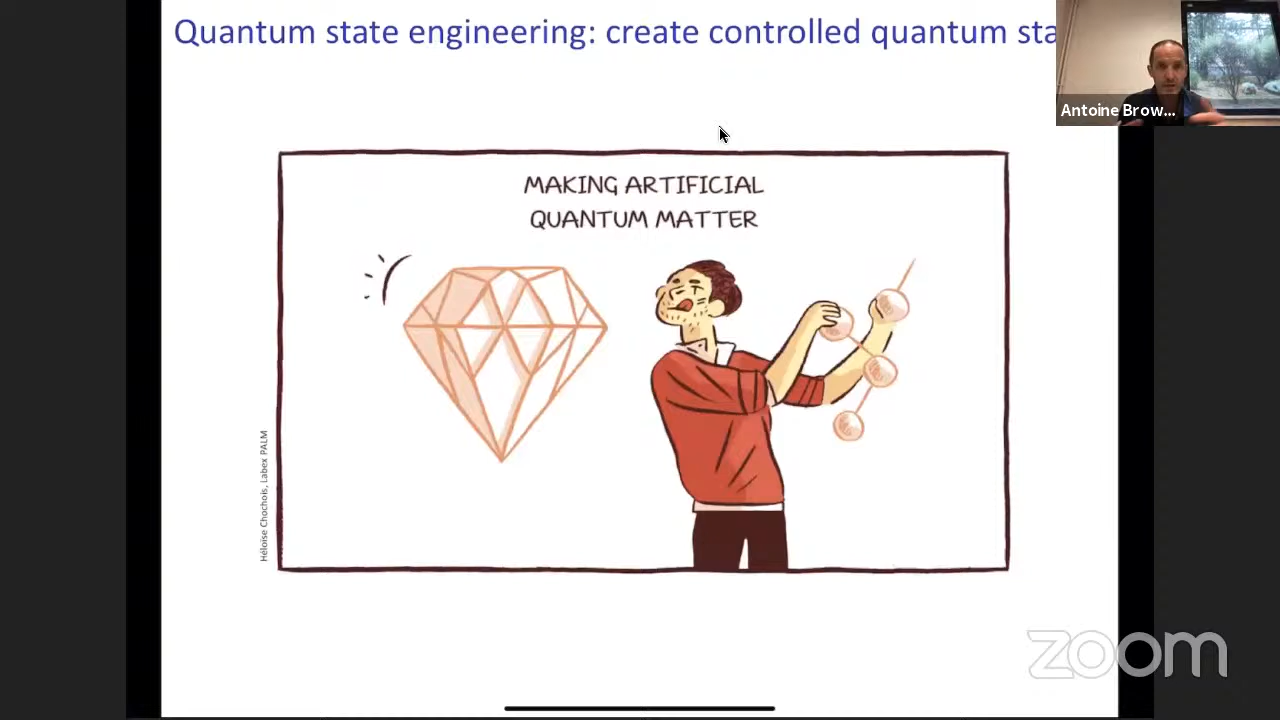 Quantum state engineering: create controlled quantum sta
Antoine Brow...
MAKING ARTIFICIAL
QUANTUM MATTER
Héloïse Chochois, Labex PALM
zoom